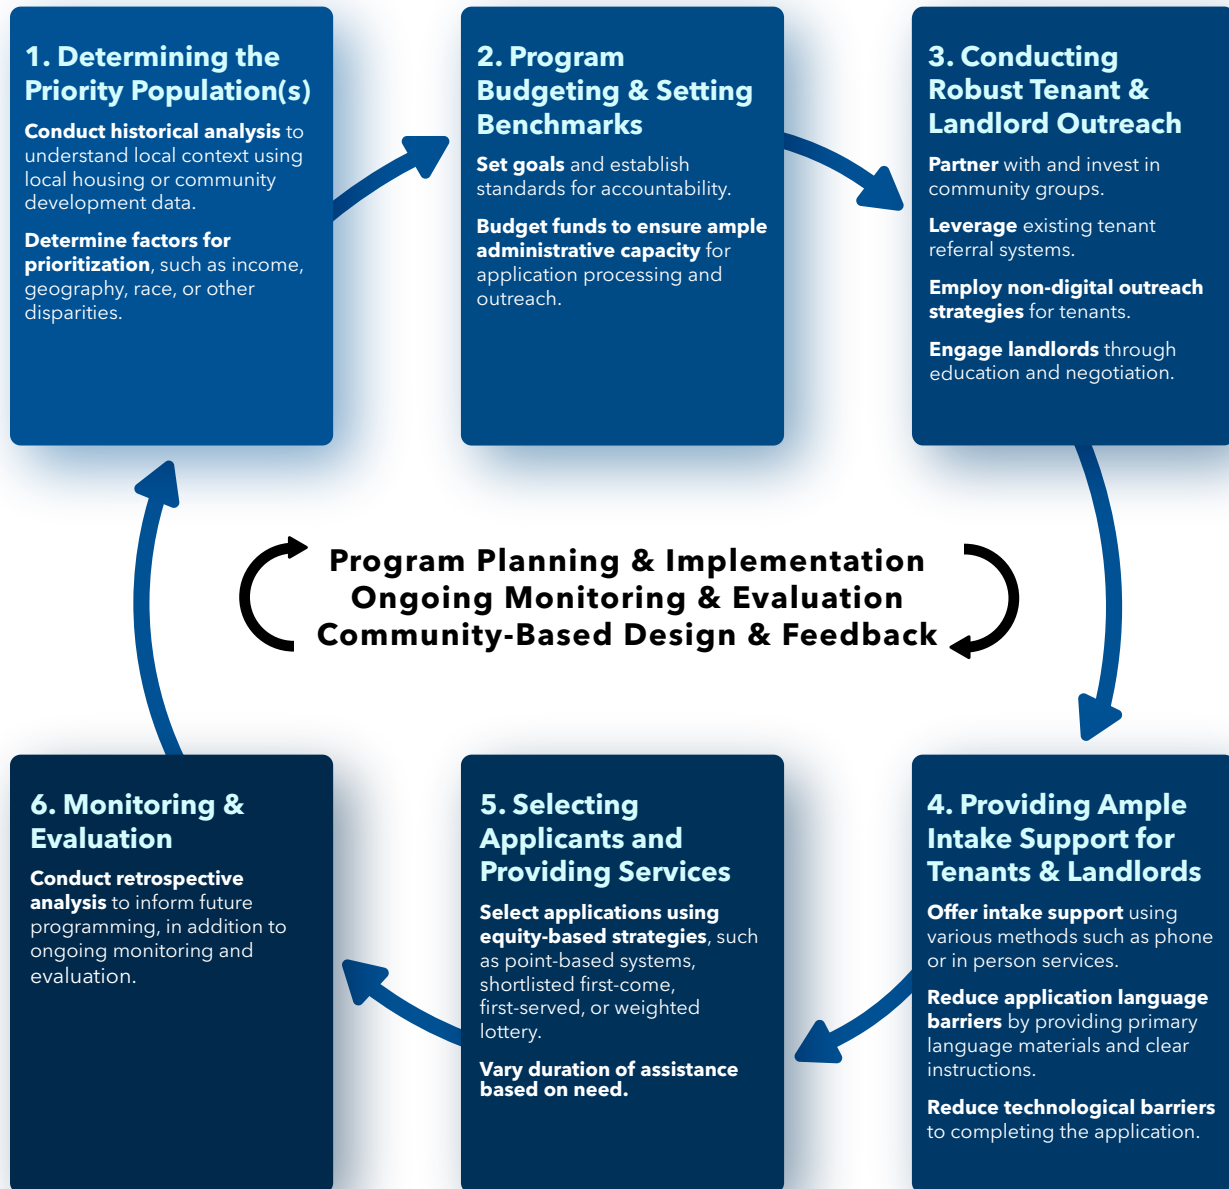 1. Determining the
Priority Population(s)
Conduct historical analysis to
understand local context using
local housing or community
development data.
Determine factors for
prioritization, such as income,
geography, race, or other
disparities.
2. Program
Budgeting & Setting
Benchmarks
Set goals and establish
standards for accountability.
Budget funds to ensure ample
administrative capacity for
application processing and
outreach.
3. Conducting
Robust Tenant &
Landlord Outreach
Partner with and invest in
community groups.
Leverage existing tenant
referral systems.
Employ non-digital outreach
strategies for tenants.
Engage landlords through
education and negotiation.
Program Planning & Implementation
Ongoing Monitoring & Evaluation
Community-Based Design & Feedback
6. Monitoring &
Evaluation
Conduct retrospective
analysis to inform future
programming, in addition to
ongoing monitoring and
evaluation.
5. Selecting
Applicants and
Providing Services
Select applications using
equity-based strategies, such
as point-based systems,
shortlisted first-come,
first-served, or weighted
lottery.
Vary duration of assistance
based on need.
4. Providing Ample
Intake Support for
Tenants & Landlords
Offer intake support using
various methods such as phone
or in person services.
Reduce application language
barriers by providing primary
language materials and clear
instructions.
Reduce technological barriers
to completing the application.